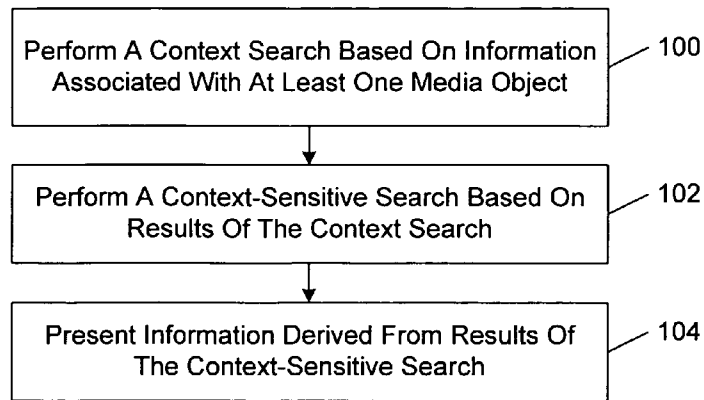 Perform A Context Search Based On Information
Associated With At Least One Media Object
100
Perform A Context-Sensitive Search Based On
Results Of The Context Search
102
Present Information Derived From Results Of
The Context-Sensitive Search
104